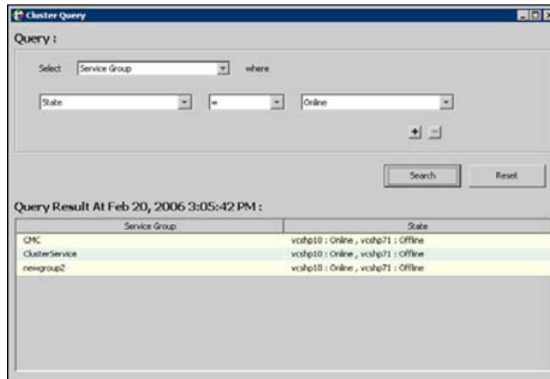 Cluster Query
Query :
Select Service Group where
State = Online
+ -
Search Reset
Query Result At Feb 20, 2006 3:05:42 PM :
Service Group State
CMC vcshp10 : Online , vcshp71 : Offline
ClusterService vcshp10 : Online , vcshp71 : Offline
newgroup2 vcshp10 : Online , vcshp71 : Offline